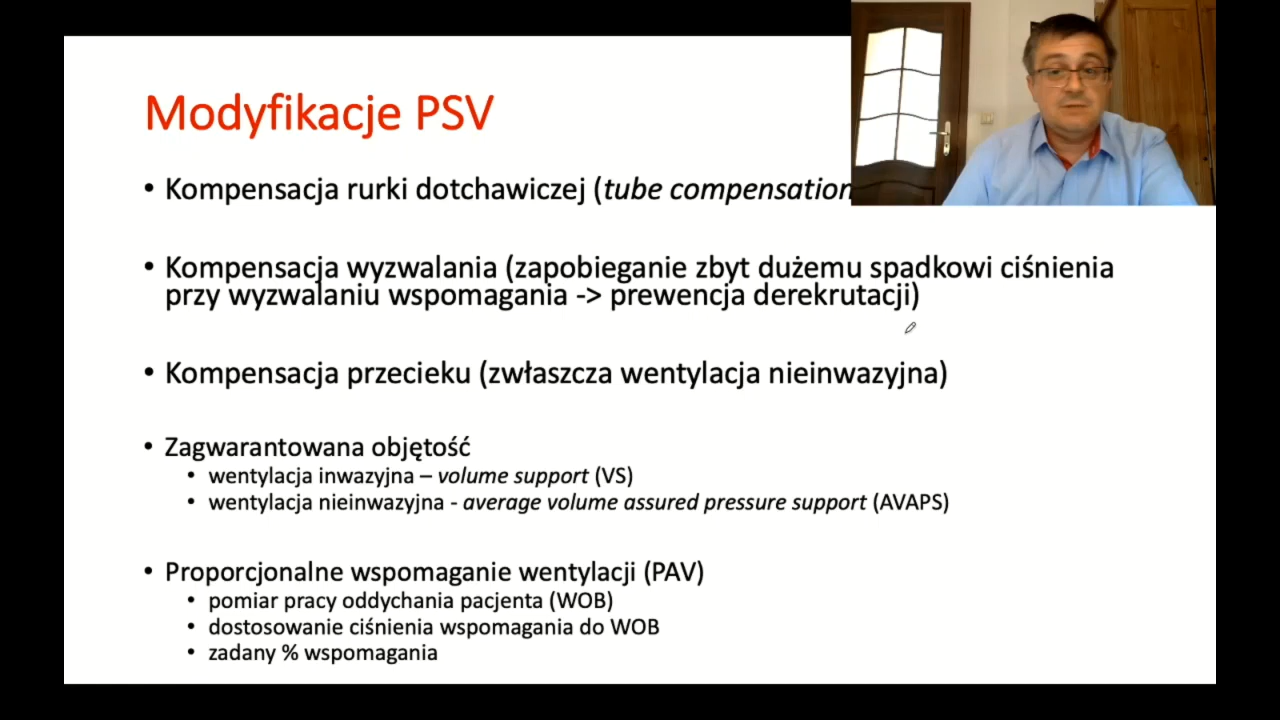 Modyfikacje PSV
• Kompensacja rurki dotchawiczej (tube compensation
• Kompensacja wyzwalania (zapobieganie zbyt dużemu spadkowi ciśnienia
przy wyzwalaniu wspomagania -> prewencja derekrutacji)
• Kompensacja przecieku (zwłaszcza wentylacja nieinwazyjna)
• Zagwarantowana objętość
• wentylacja inwazyjna – volume support (VS)
• wentylacja nieinwazyjna - average volume assured pressure support (AVAPS)
• Proporcjonalne wspomaganie wentylacji (PAV)
• pomiar pracy oddychania pacjenta (WOB)
• dostosowanie ciśnienia wspomagania do WOB
• zadany % wspomagania